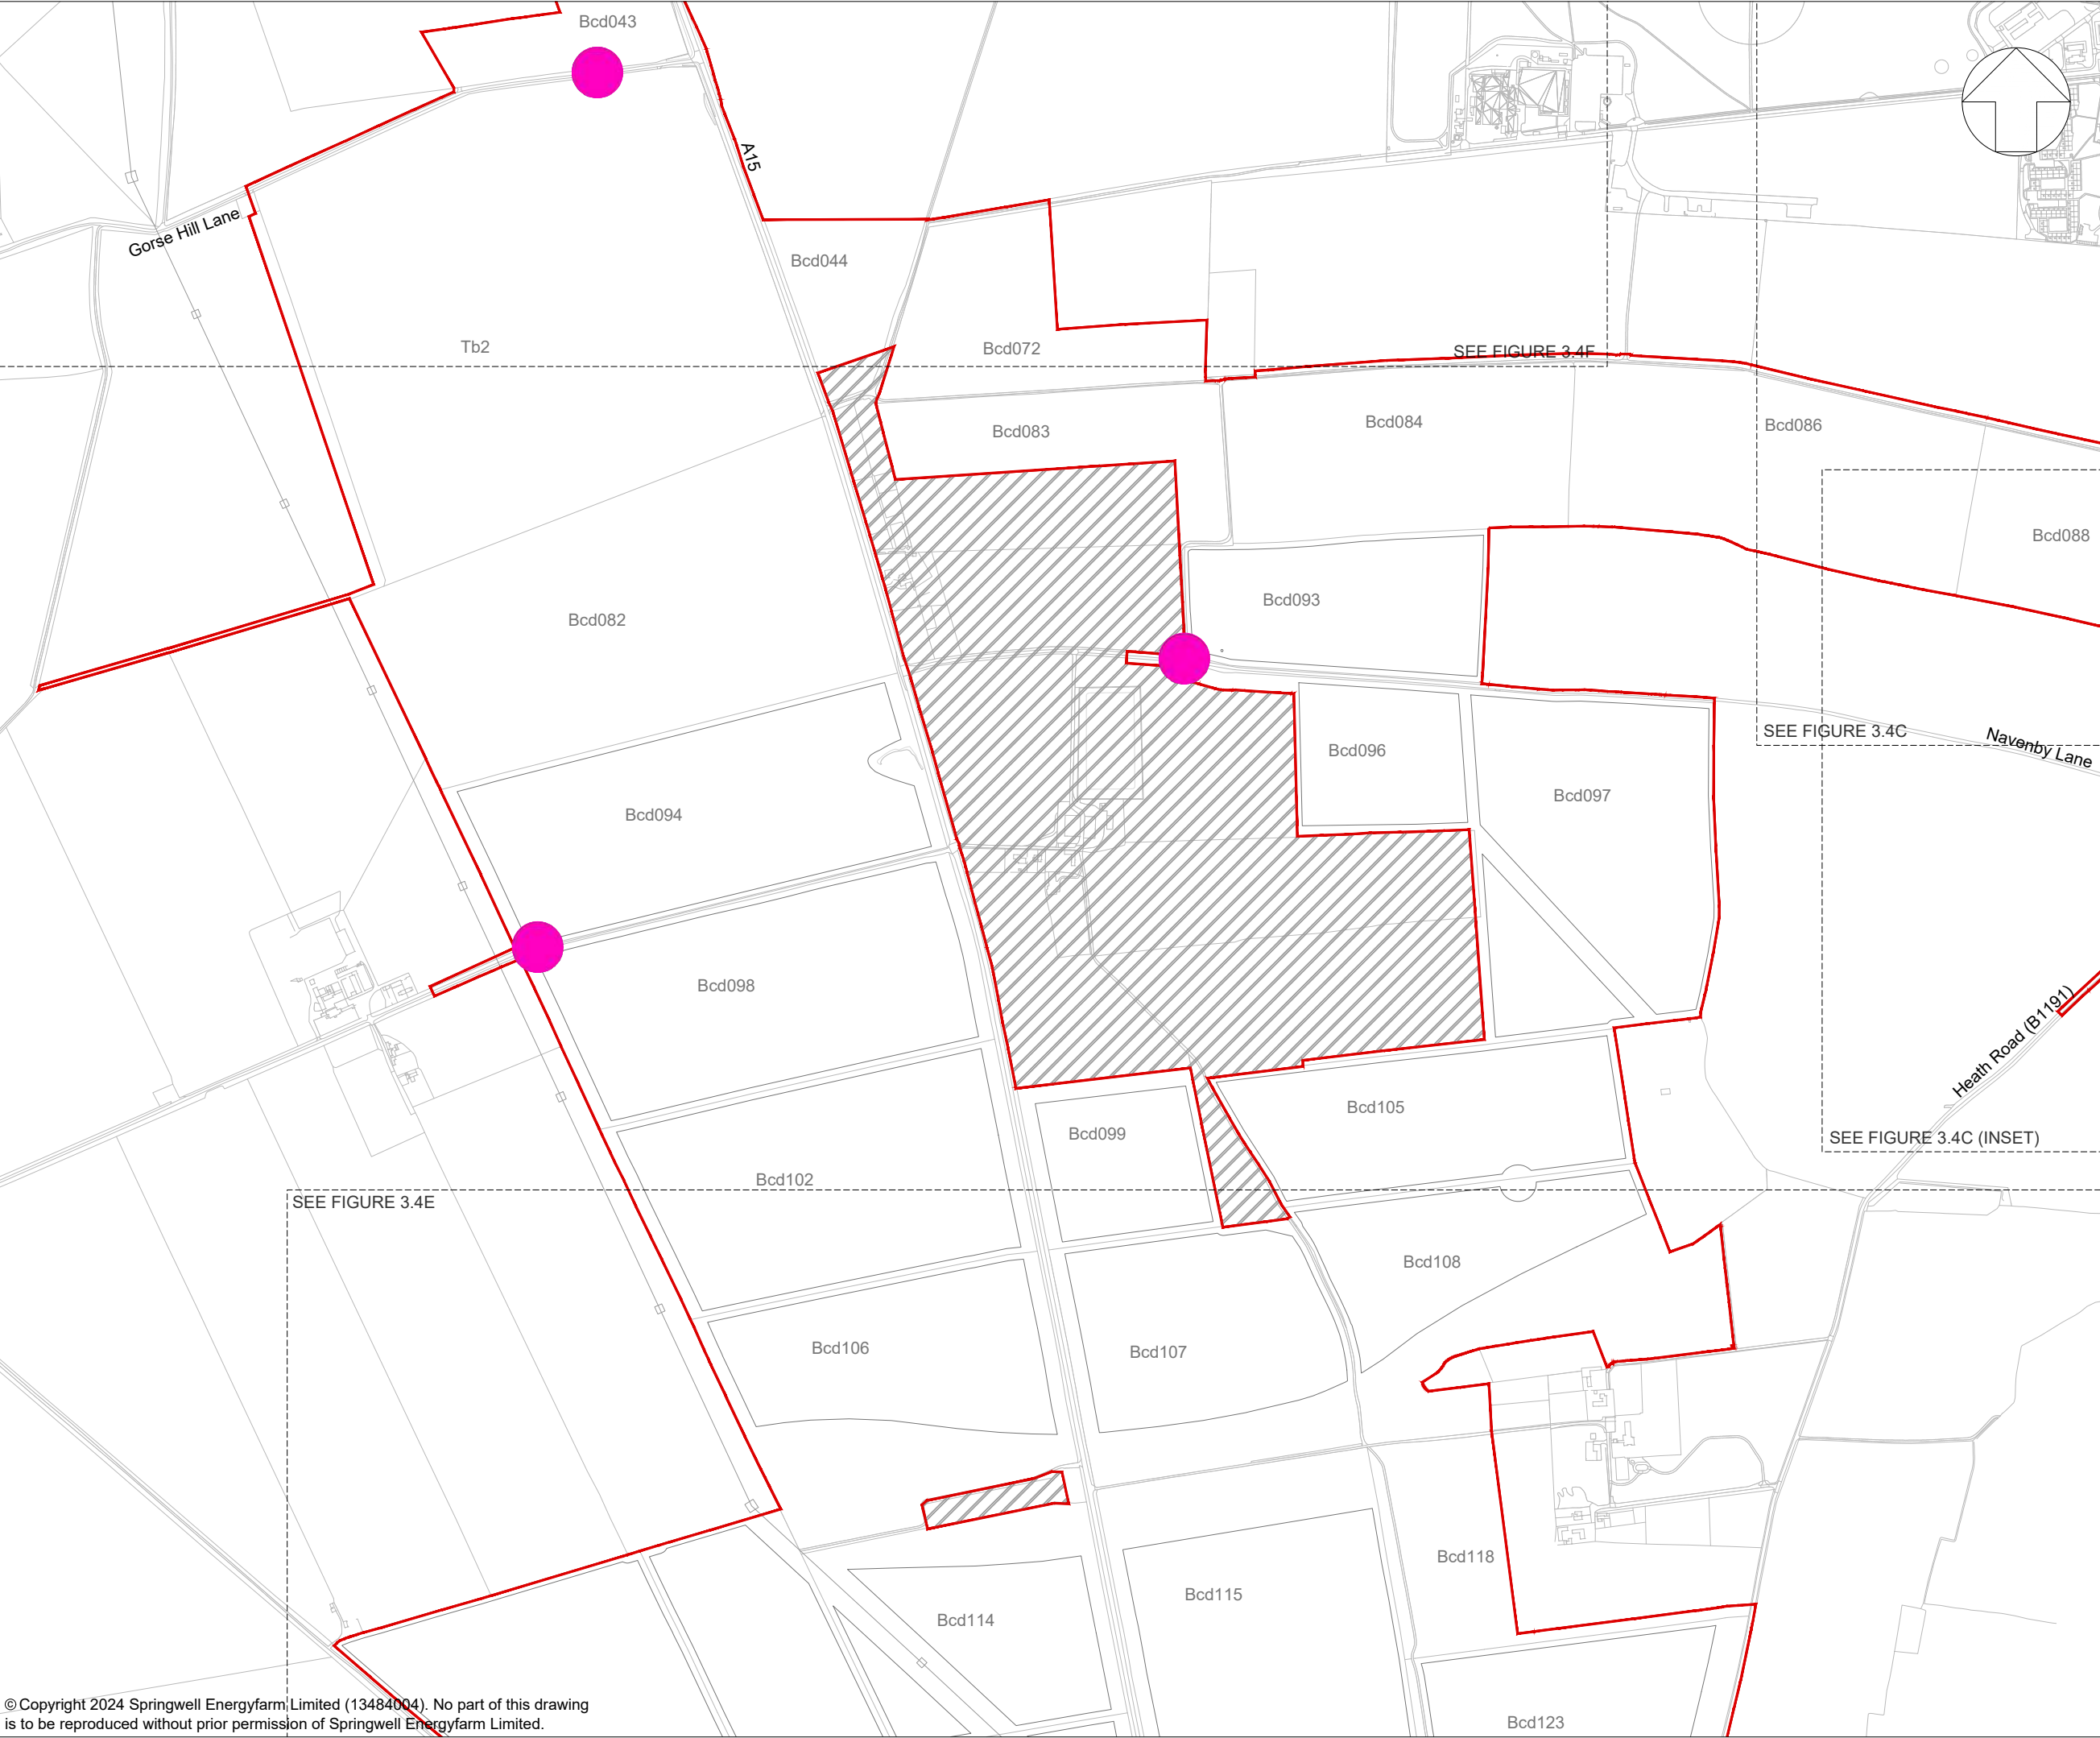 Bcd043
A15
Gorse Hill Lane
Bcd044
Tb2
Bcd072
SEE FIGURE 3.4F
Bcd083
Bcd084
Bcd086
Bcd088
Bcd093
Bcd082
SEE FIGURE 3.4C
Navenby Lane
Bcd096
Bcd097
Bcd094
Bcd098
Heath Road (B1191)
Bcd105
Bcd099
SEE FIGURE 3.4C (INSET)
Bcd102
SEE FIGURE 3.4E
Bcd108
Bcd106
Bcd107
Bcd118
Bcd115
Bcd114
Bcd123
© Copyright 2024 Springwell Energyfarm Limited (13484004). No part of this drawing
is to be reproduced without prior permission of Springwell Energyfarm Limited.